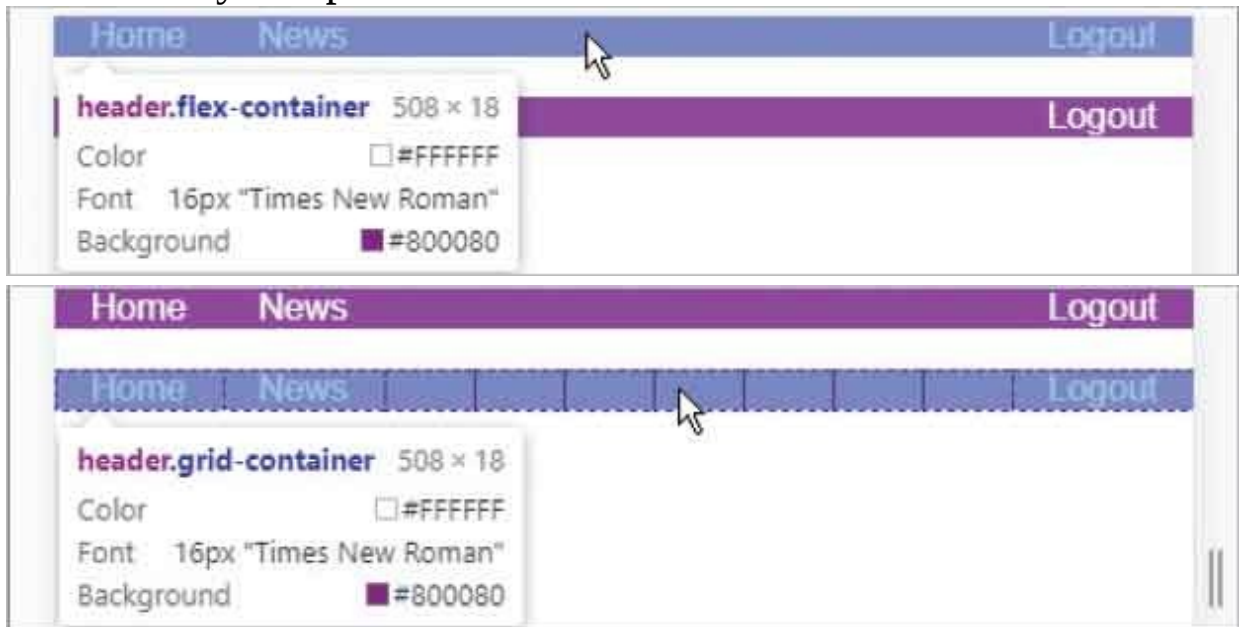 Home News Logout
header.flex-container 508 × 18
Logout
Color #FFFFFF
Font 16px "Times New Roman"
Background #800080
Home News Logout
Home News Logout
header.grid-container 508 × 18
Color #FFFFFF
Font 16px "Times New Roman"
Background #800080